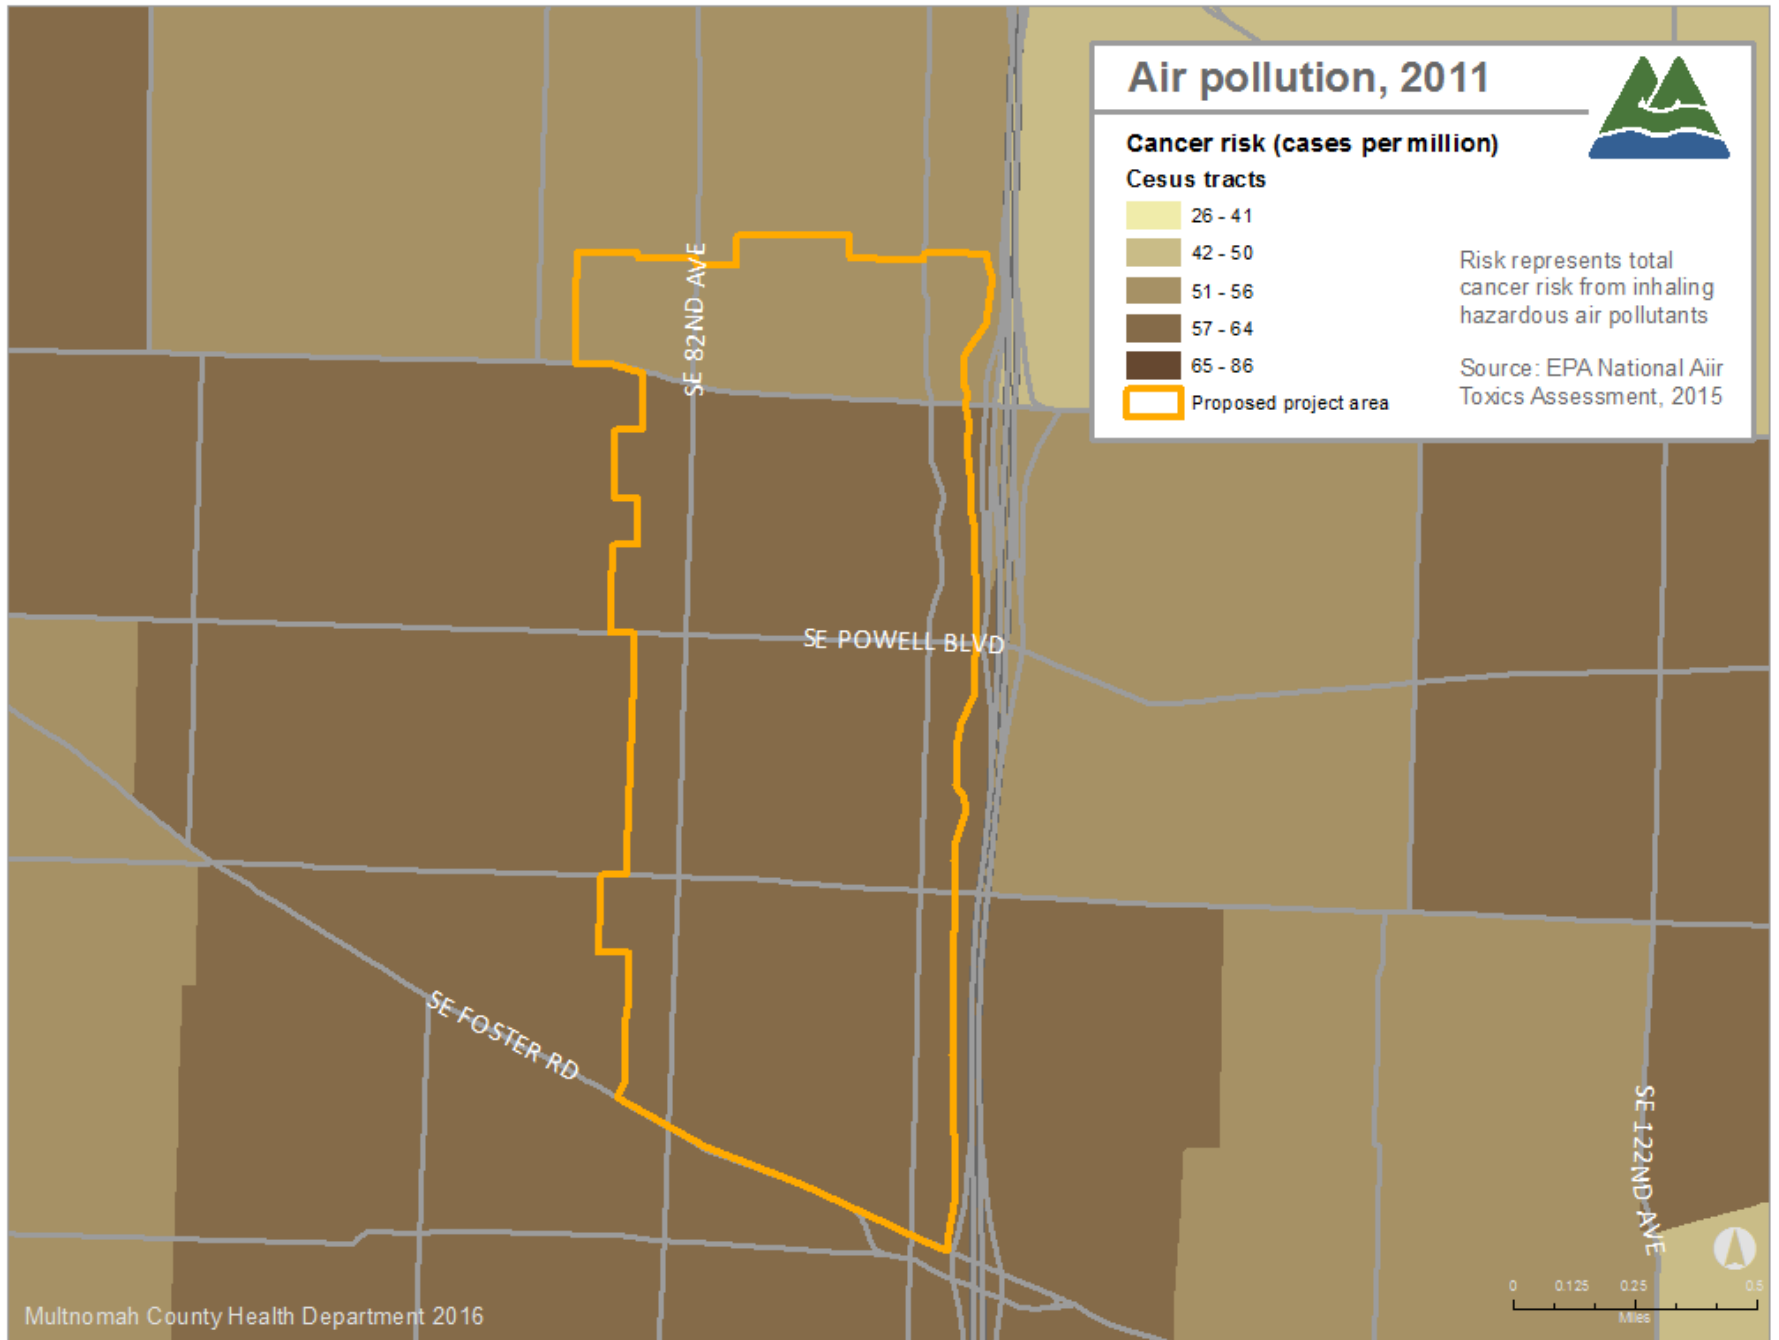 Air pollution, 2011
Cancer risk (cases per million)
Cesus tracts
26 - 41
42 - 50
51 - 56
57 - 64
65 - 86
Proposed project area
Risk represents total
cancer risk from inhaling
hazardous air pollutants
Source: EPA National Aiir
Toxics Assessment, 2015
SE 82ND AVE
SE POWELL BLVD
SE FOSTER RD
SE 122ND AVE
0 0.125 0.25 0.5
Miles
Multnomah County Health Department 2016